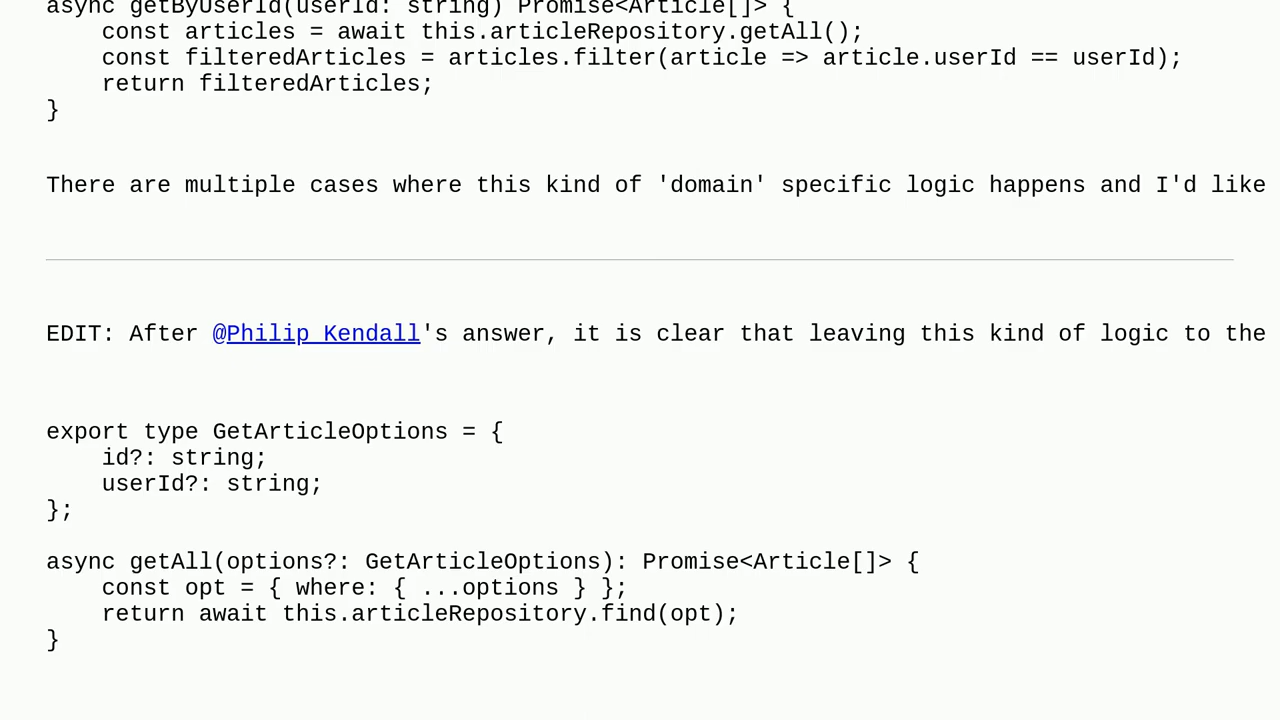 async getByUserId(userId: string) Promise<Article[]> {
    const articles = await this.articleRepository.getAll();
    const filteredArticles = articles.filter(article => article.userId == userId);
    return filteredArticles;
}
There are multiple cases where this kind of 'domain' specific logic happens and I'd like
EDIT: After @Philip Kendall's answer, it is clear that leaving this kind of logic to the
export type GetArticleOptions = {
    id?: string;
    userId?: string;
};
async getAll(options?: GetArticleOptions): Promise<Article[]> {
    const opt = { where: { ...options } };
    return await this.articleRepository.find(opt);
}